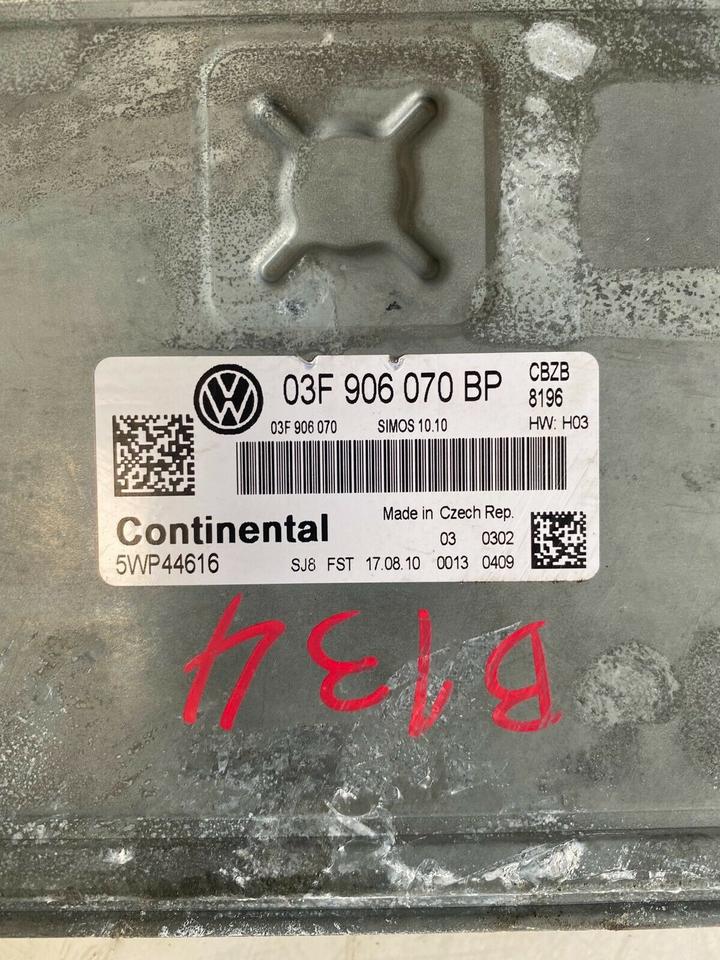 03F 906 070 BP
CBZB
8196
03F 906 070 SIMOS 10.10 HW: H03
Made in Czech Rep.
Continental 03 0302
5WP44616 SJ8 FST 17.08.10 0013 0409
B134